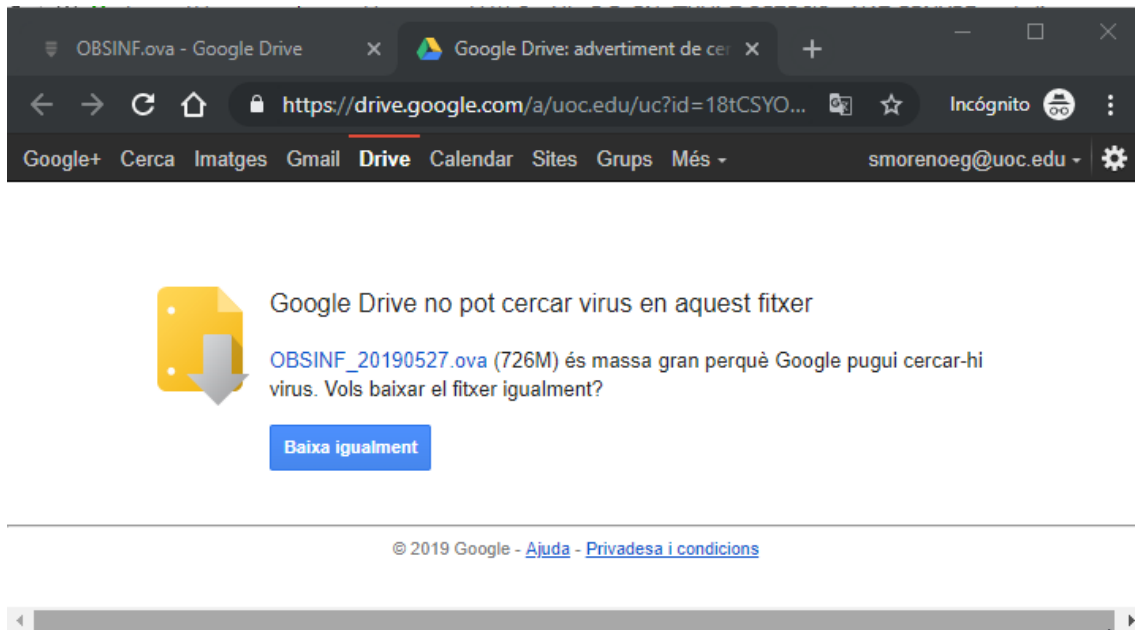 OBSINF.ova - Google Drive
Google Drive: advertiment de cer
https://drive.google.com/a/uoc.edu/uc?id=18tCSYO... Incógnito
Google+ Cerca Imatges Gmail Drive Calendar Sites Grups Més smorenoeg@uoc.edu
Google Drive no pot cercar virus en aquest fitxer
OBSINF_20190527.ova (726M) és massa gran perquè Google pugui cercar-hi
virus. Vols baixar el fitxer igualment?
Baixa igualment
© 2019 Google - Ajuda - Privadesa i condicions